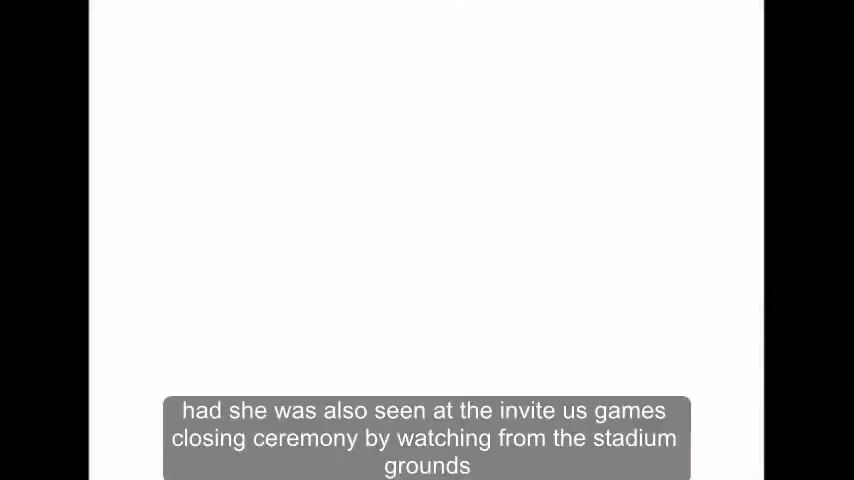 had she was also seen at the invite us games
closing ceremony by watching from the stadium
grounds